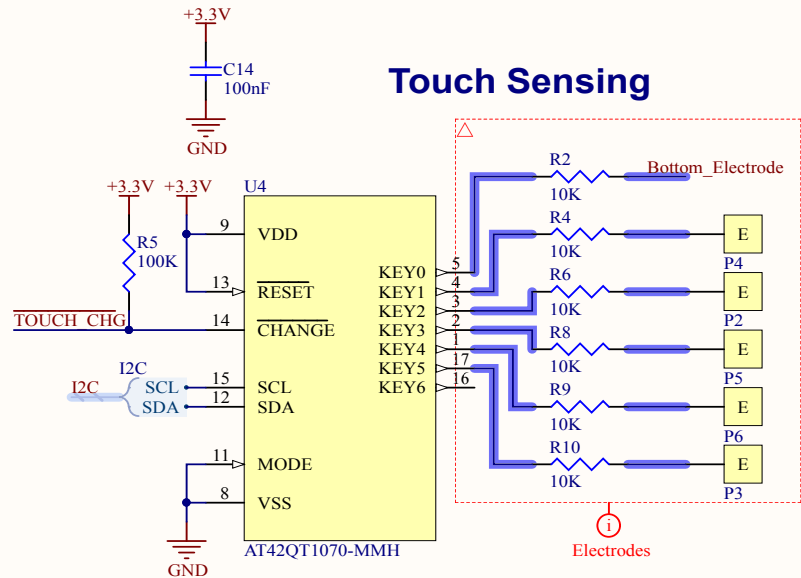 +3.3V
C14
100nF
GND
Touch Sensing
+3.3V
+3.3V
R5
100K
TOUCH_CHG
I2C
I2C
SCL
SDA
GND
U4
9
VDD
13
RESET
14
CHANGE
15
SCL
12
SDA
11
MODE
8
VSS
KEY0
5
KEY1
4
KEY2
3
KEY3
2
KEY4
1
KEY5
17
KEY6
16
AT42QT1070-MMH
R2
10K
Bottom_Electrode
R4
10K
E
P4
R6
10K
E
P2
R8
10K
E
P5
R9
10K
E
P6
R10
10K
E
P3
i
Electrodes